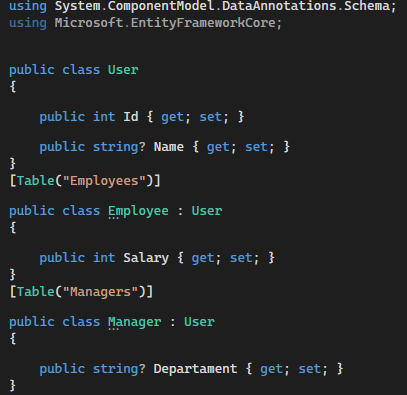 using System.ComponentModel.DataAnnotations.Schema;
using Microsoft.EntityFrameworkCore;
public class User
{
public int Id { get; set; }
public string? Name { get; set; }
}
[Table("Employees")]
public class Employee : User
{
public int Salary { get; set; }
}
[Table("Managers")]
public class Manager : User
{
public string? Departament { get; set; }
}